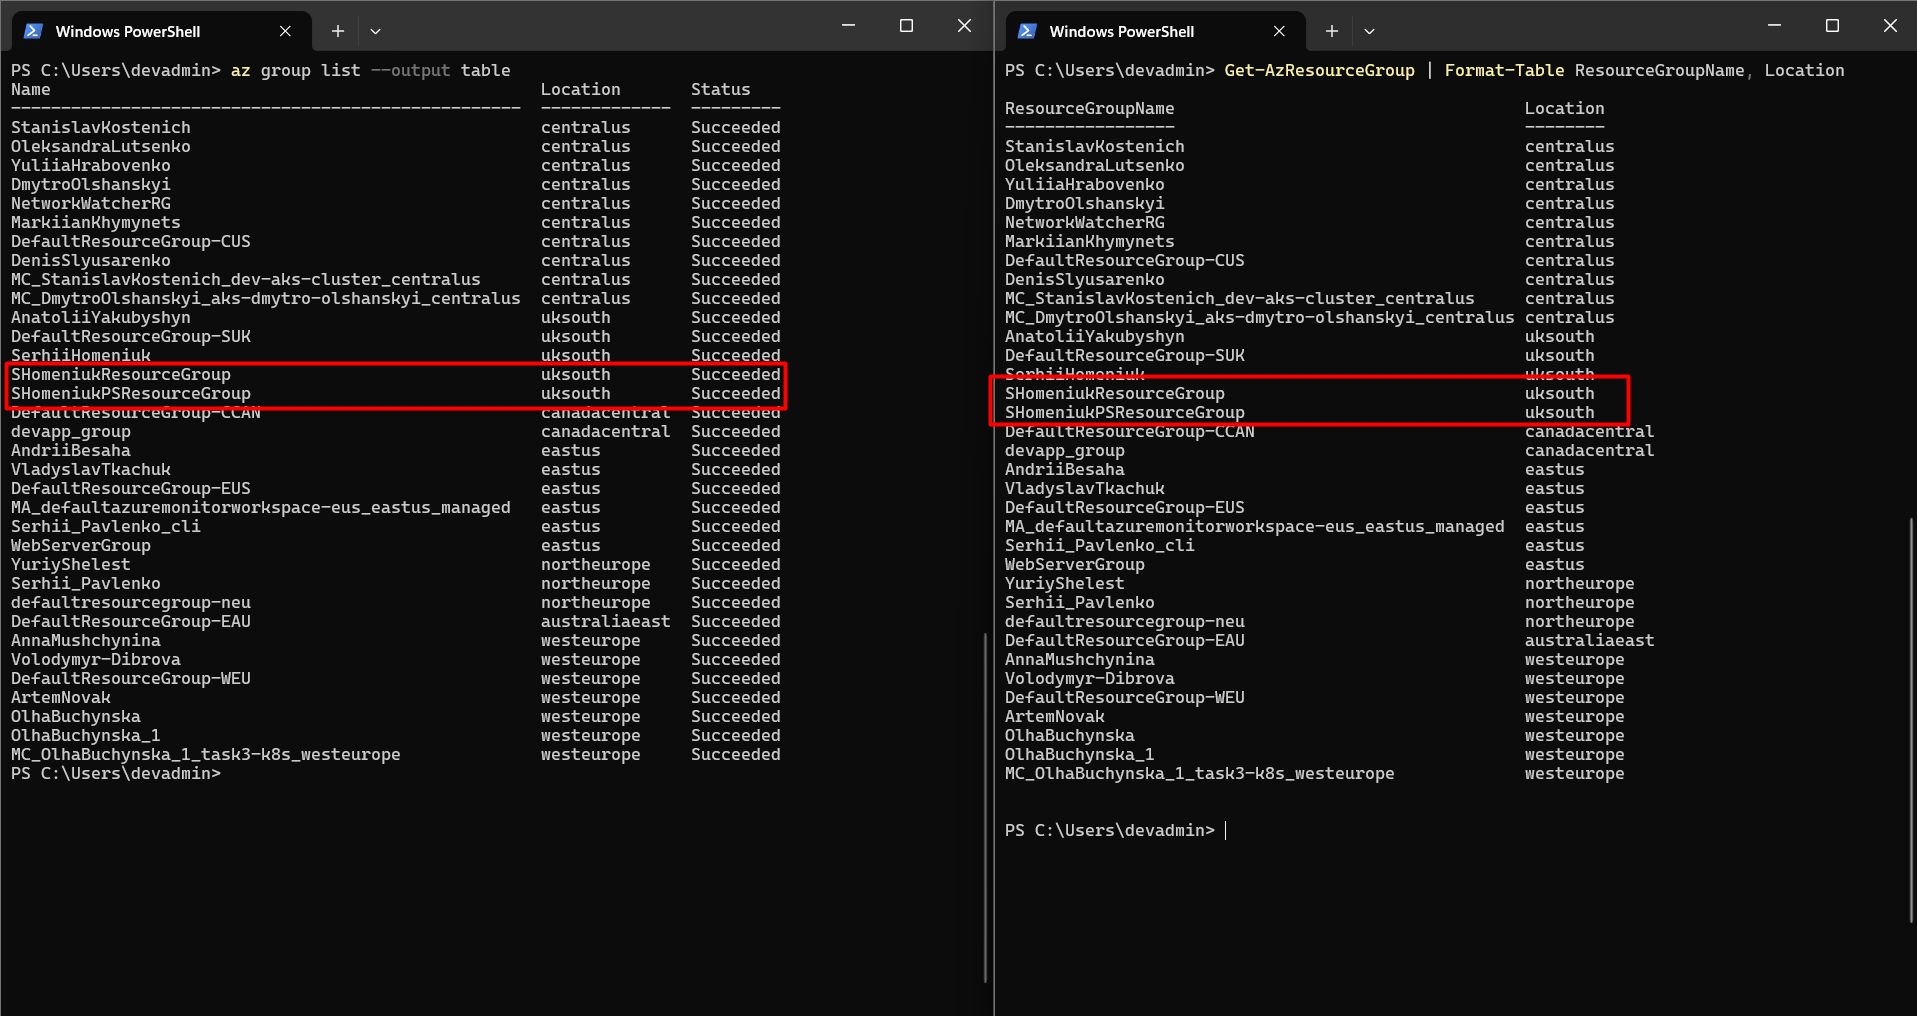 Windows PowerShell
PS C:\Users\devadmin> az group list --output table
Name Location Status
------------------------------------------------- ------------- ---------
StanislavKostenich centralus Succeeded
OleksandraLutsenko centralus Succeeded
YuliiaHrabovenko centralus Succeeded
DmytroOlshanskyi centralus Succeeded
NetworkWatcherRG centralus Succeeded
MarkiianKhymynets centralus Succeeded
DefaultResourceGroup-CUS centralus Succeeded
DenisSlyusarenko centralus Succeeded
MC_StanislavKostenich_dev-aks-cluster_centralus centralus Succeeded
MC_DmytroOlshanskyi_aks-dmytro-olshanskyi_centralus centralus Succeeded
AnatoliiYakubyshyn uksouth Succeeded
DefaultResourceGroup-SUK uksouth Succeeded
SerhiiHomeniuk uksouth Succeeded
SHomeniukResourceGroup uksouth Succeeded
SHomeniukPSResourceGroup uksouth Succeeded
DefaultResourceGroup-CCAN canadacentral Succeeded
devapp_group canadacentral Succeeded
AndriiBesaha eastus Succeeded
VladyslavTkachuk eastus Succeeded
DefaultResourceGroup-EUS eastus Succeeded
MA_defaultazuremonitorworkspace-eus_eastus_managed eastus Succeeded
Serhii_Pavlenko_cli eastus Succeeded
WebServerGroup eastus Succeeded
YuriyShelest northeurope Succeeded
Serhii_Pavlenko northeurope Succeeded
defaultresourcegroup-neu northeurope Succeeded
DefaultResourceGroup-EAU australiaeast Succeeded
AnnaMushchynina westeurope Succeeded
Volodymyr-Dibrova westeurope Succeeded
DefaultResourceGroup-WEU westeurope Succeeded
ArtemNovak westeurope Succeeded
OlhaBuchynska westeurope Succeeded
OlhaBuchynska_1 westeurope Succeeded
MC_OlhaBuchynska_1_task3-k8s_westeurope westeurope Succeeded
PS C:\Users\devadmin>
Windows PowerShell
PS C:\Users\devadmin> Get-AzResourceGroup | Format-Table ResourceGroupName, Location
ResourceGroupName Location
----------------- --------
StanislavKostenich centralus
OleksandraLutsenko centralus
YuliiaHrabovenko centralus
DmytroOlshanskyi centralus
NetworkWatcherRG centralus
MarkiianKhymynets centralus
DefaultResourceGroup-CUS centralus
DenisSlyusarenko centralus
MC_StanislavKostenich_dev-aks-cluster_centralus centralus
MC_DmytroOlshanskyi_aks-dmytro-olshanskyi_centralus centralus
AnatoliiYakubyshyn uksouth
DefaultResourceGroup-SUK uksouth
SerhiiHomeniuk uksouth
SHomeniukResourceGroup uksouth
SHomeniukPSResourceGroup uksouth
DefaultResourceGroup-CCAN canadacentral
devapp_group canadacentral
AndriiBesaha eastus
VladyslavTkachuk eastus
DefaultResourceGroup-EUS eastus
MA_defaultazuremonitorworkspace-eus_eastus_managed eastus
Serhii_Pavlenko_cli eastus
WebServerGroup eastus
YuriyShelest northeurope
Serhii_Pavlenko northeurope
defaultresourcegroup-neu northeurope
DefaultResourceGroup-EAU australiaeast
AnnaMushchynina westeurope
Volodymyr-Dibrova westeurope
DefaultResourceGroup-WEU westeurope
ArtemNovak westeurope
OlhaBuchynska westeurope
OlhaBuchynska_1 westeurope
MC_OlhaBuchynska_1_task3-k8s_westeurope westeurope
PS C:\Users\devadmin>